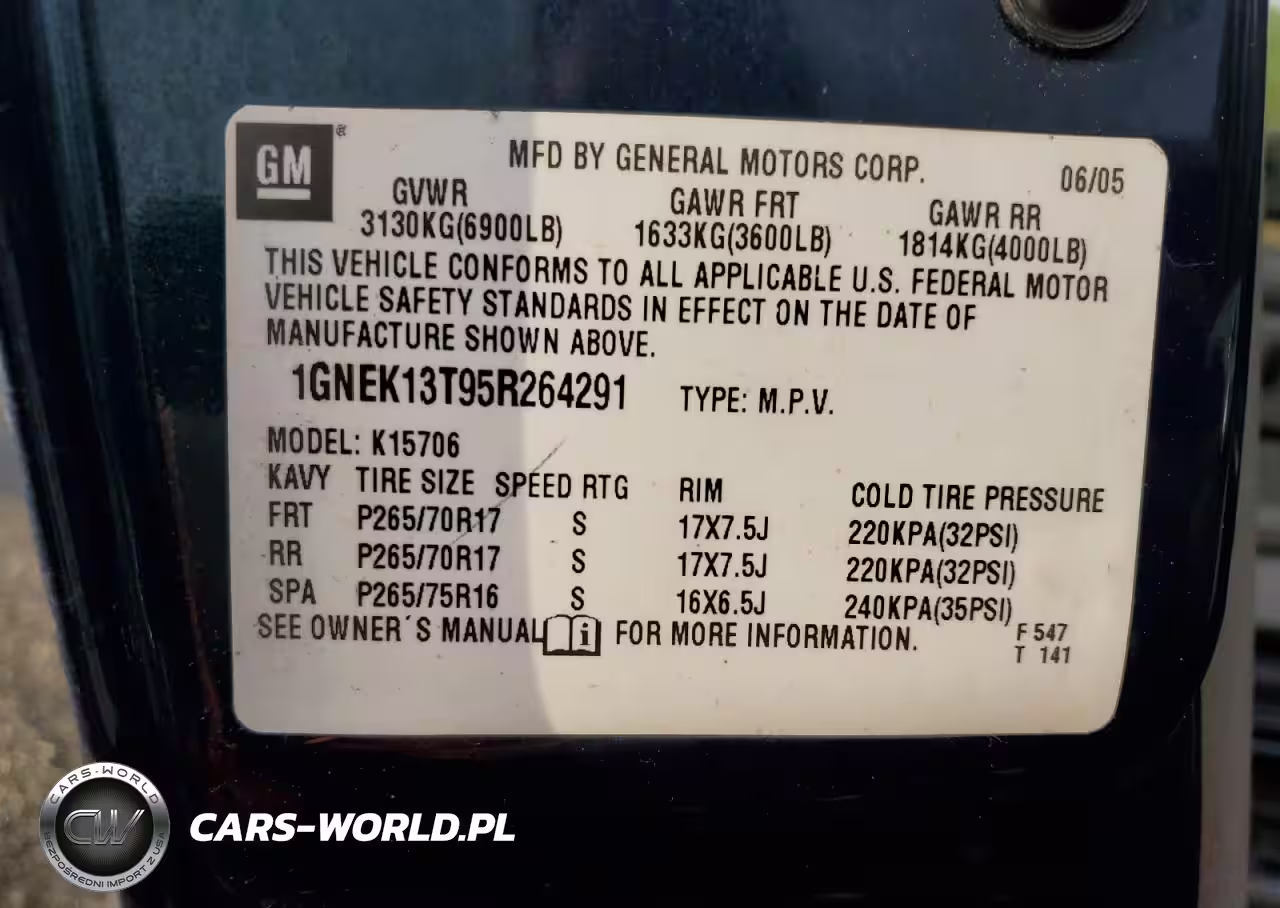 GM ®
MFD BY GENERAL MOTORS CORP. 06/05
GVWR GAWR FRT GAWR RR
3130KG(6900LB) 1633KG(3600LB) 1814KG(4000LB)
THIS VEHICLE CONFORMS TO ALL APPLICABLE U.S. FEDERAL MOTOR
VEHICLE SAFETY STANDARDS IN EFFECT ON THE DATE OF
MANUFACTURE SHOWN ABOVE.
1GNEK13T95R264291 TYPE: M.P.V.
MODEL: K15706
KAVY TIRE SIZE SPEED RTG RIM COLD TIRE PRESSURE
FRT P265/70R17 S 17X7.5J 220KPA(32PSI)
RR P265/70R17 S 17X7.5J 220KPA(32PSI)
SPA P265/75R16 S 16X6.5J 240KPA(35PSI)
SEE OWNER´S MANUAL i FOR MORE INFORMATION.
F 547
T 141
CARS-WORLD
CW
BEZPOŚREDNI IMPORT Z USA
CARS-WORLD.PL